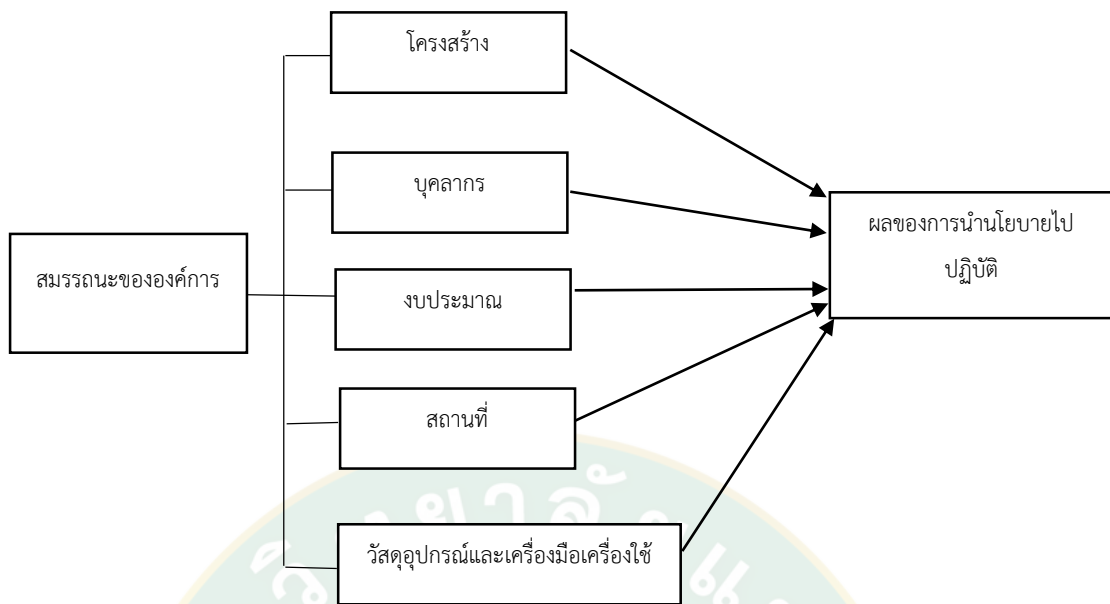 โครงสร้าง
บุคลากร
สมรรถนะขององค์การ
งบประมาณ
สถานที่
วัสดุอุปกรณ์และเครื่องมือเครื่องใช้
ผลของการนำนโยบายไป
ปฏิบัติ